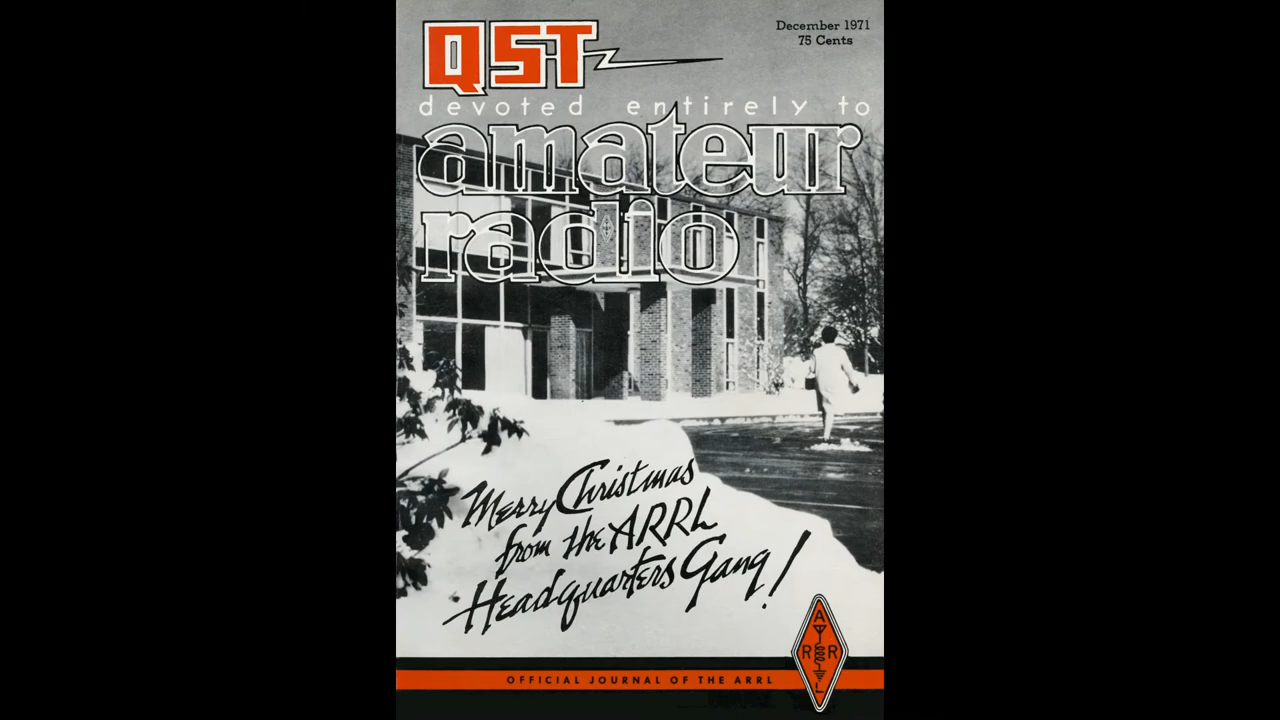 QST
December 1971
75 Cents
devoted entirely to
amateur
radio
Merry Christmas
from the ARRL
Headquarters Gang!
A
R R
L
OFFICIAL JOURNAL OF THE ARRL